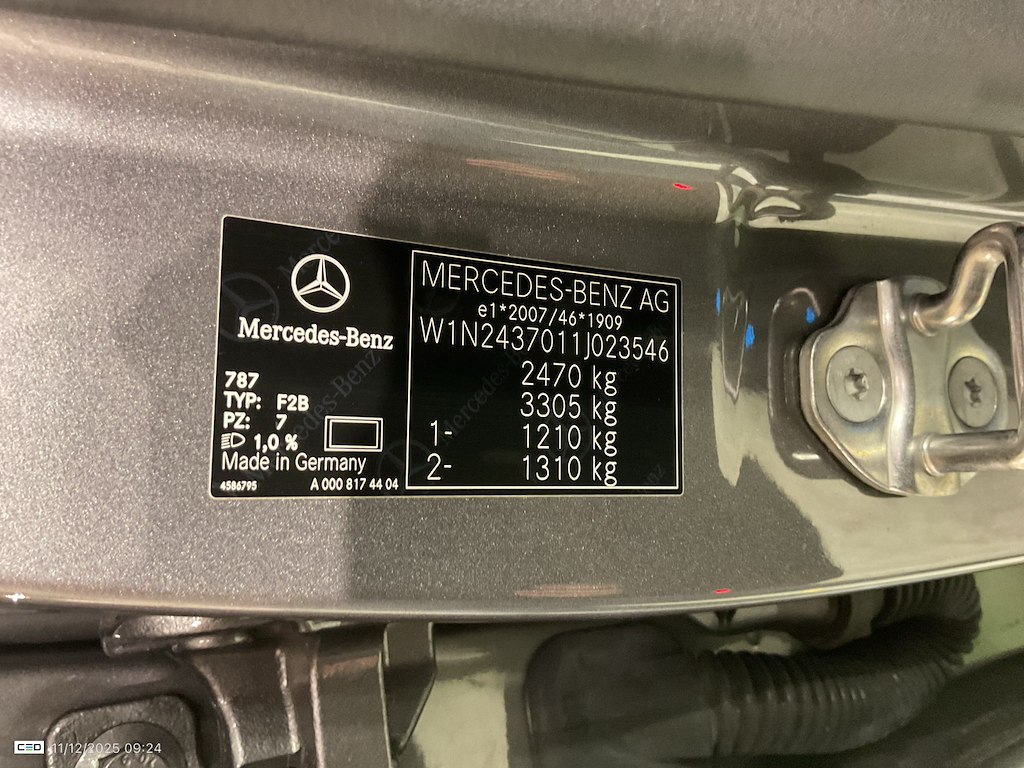 Mercedes-Benz
787
TYP: F2B
PZ: 7
1,0 %
Made in Germany
4586795 A 000 817 44 04
MERCEDES-BENZ AG
e1*2007/46*1909
W1N2437011J023546
2470 kg
3305 kg
1- 1210 kg
2- 1310 kg
CEO 11/12/2025 09:24